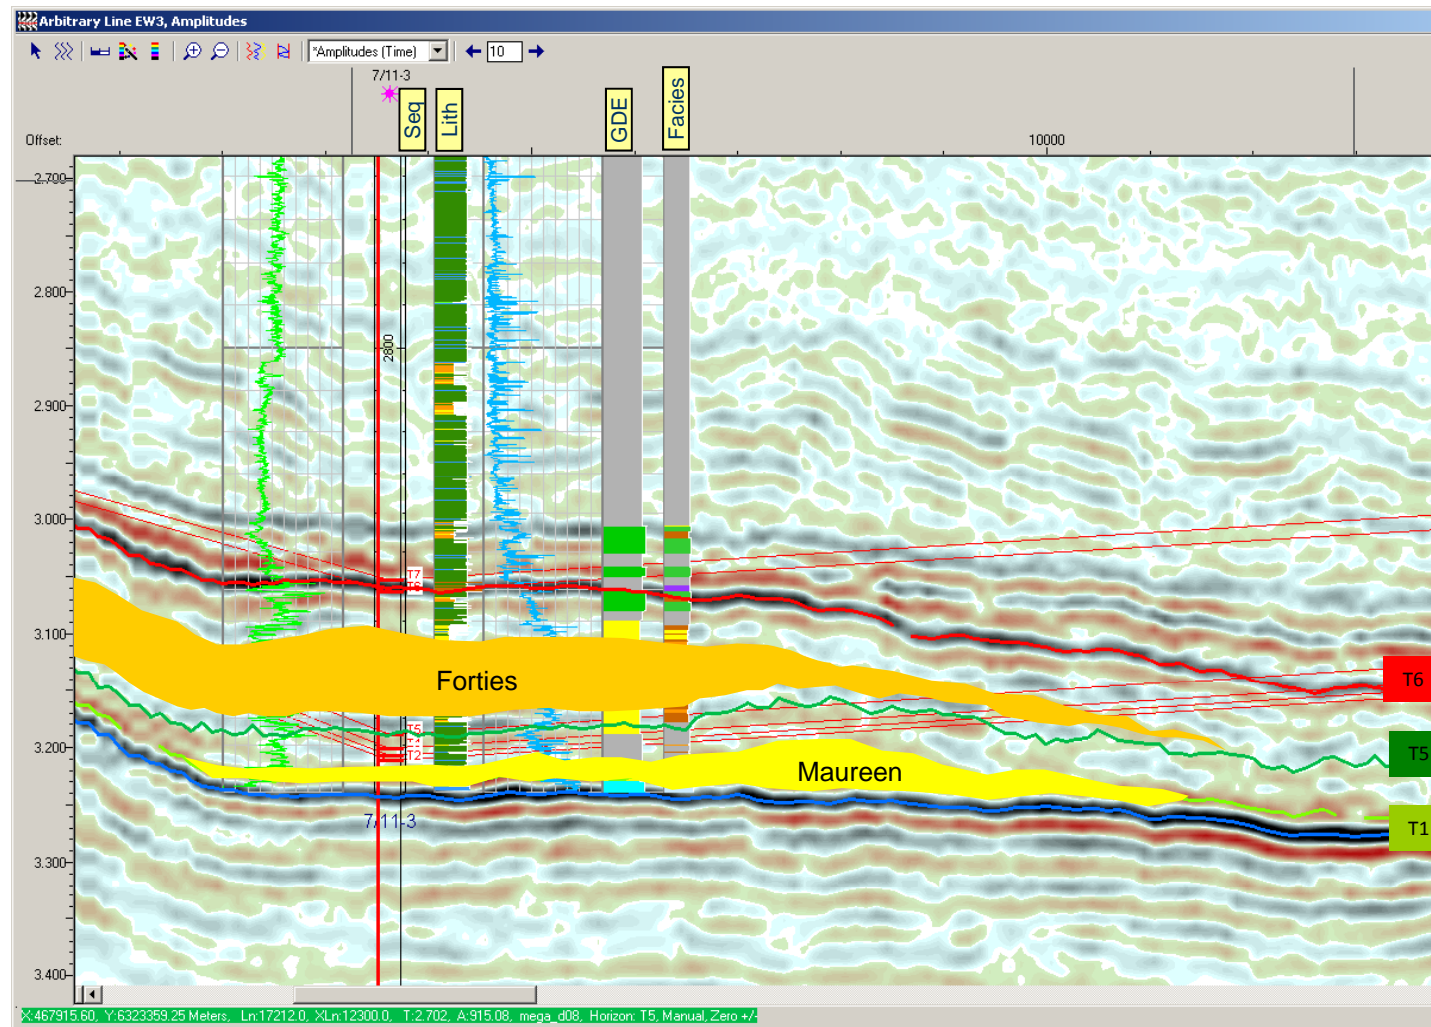 Arbitrary Line EW3, Amplitudes
*Amplitudes (Time)
10
7/11-3
Seq
Lith
GDE
Facies
Offset:
10000
2.700
2.800
2800
2.900
3.000
T7
3.100
Forties
T6
T5
3.200
T2
T5
Maureen
7/11-3
T1
3.300
3.400
X:467915.60, Y:6323359.25 Meters, Ln:17212.0, XLn:12300.0, T:2.702, A:915.08, mega_d08, Horizon: T5, Manual, Zero +/-